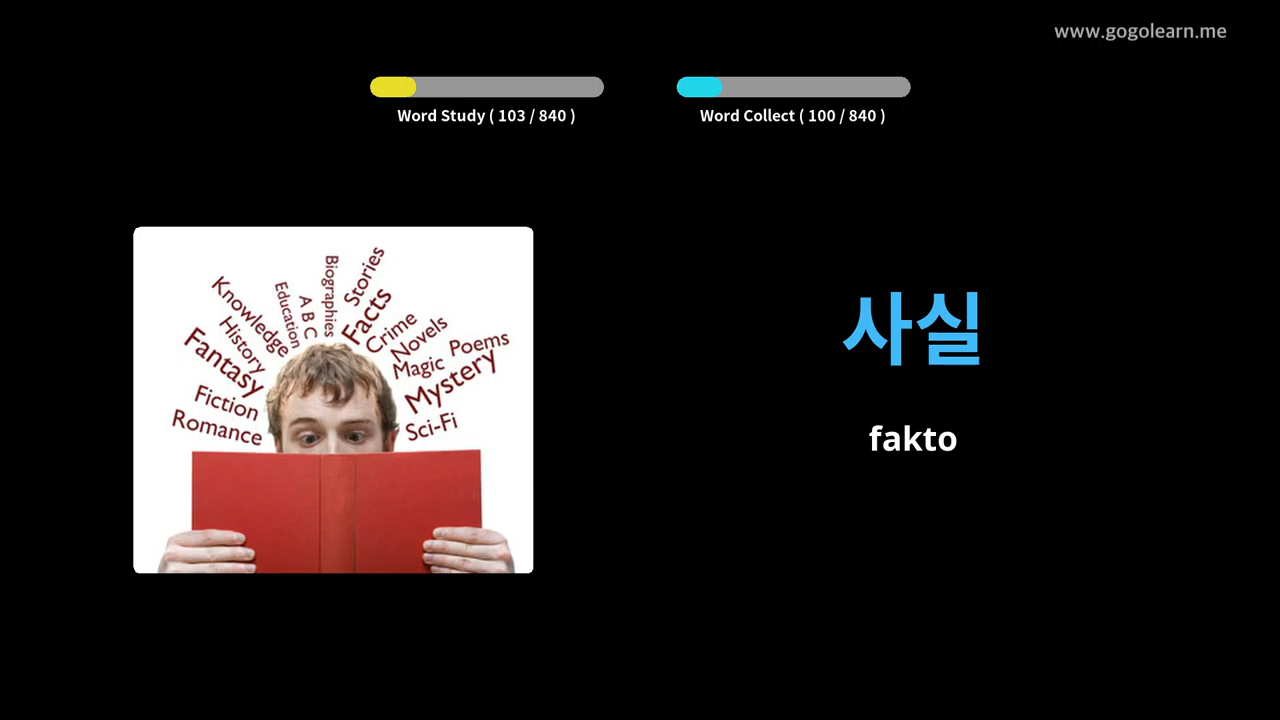 www.gogolearn.me
Word Study ( 103 / 840 )
Word Collect ( 100 / 840 )
Romance
Fiction
Fantasy
History
Knowledge
Education
A B C
Biographies
Stories
Facts
Crime
Novels
Magic
Poems
Mystery
Sci-Fi
사실
fakto